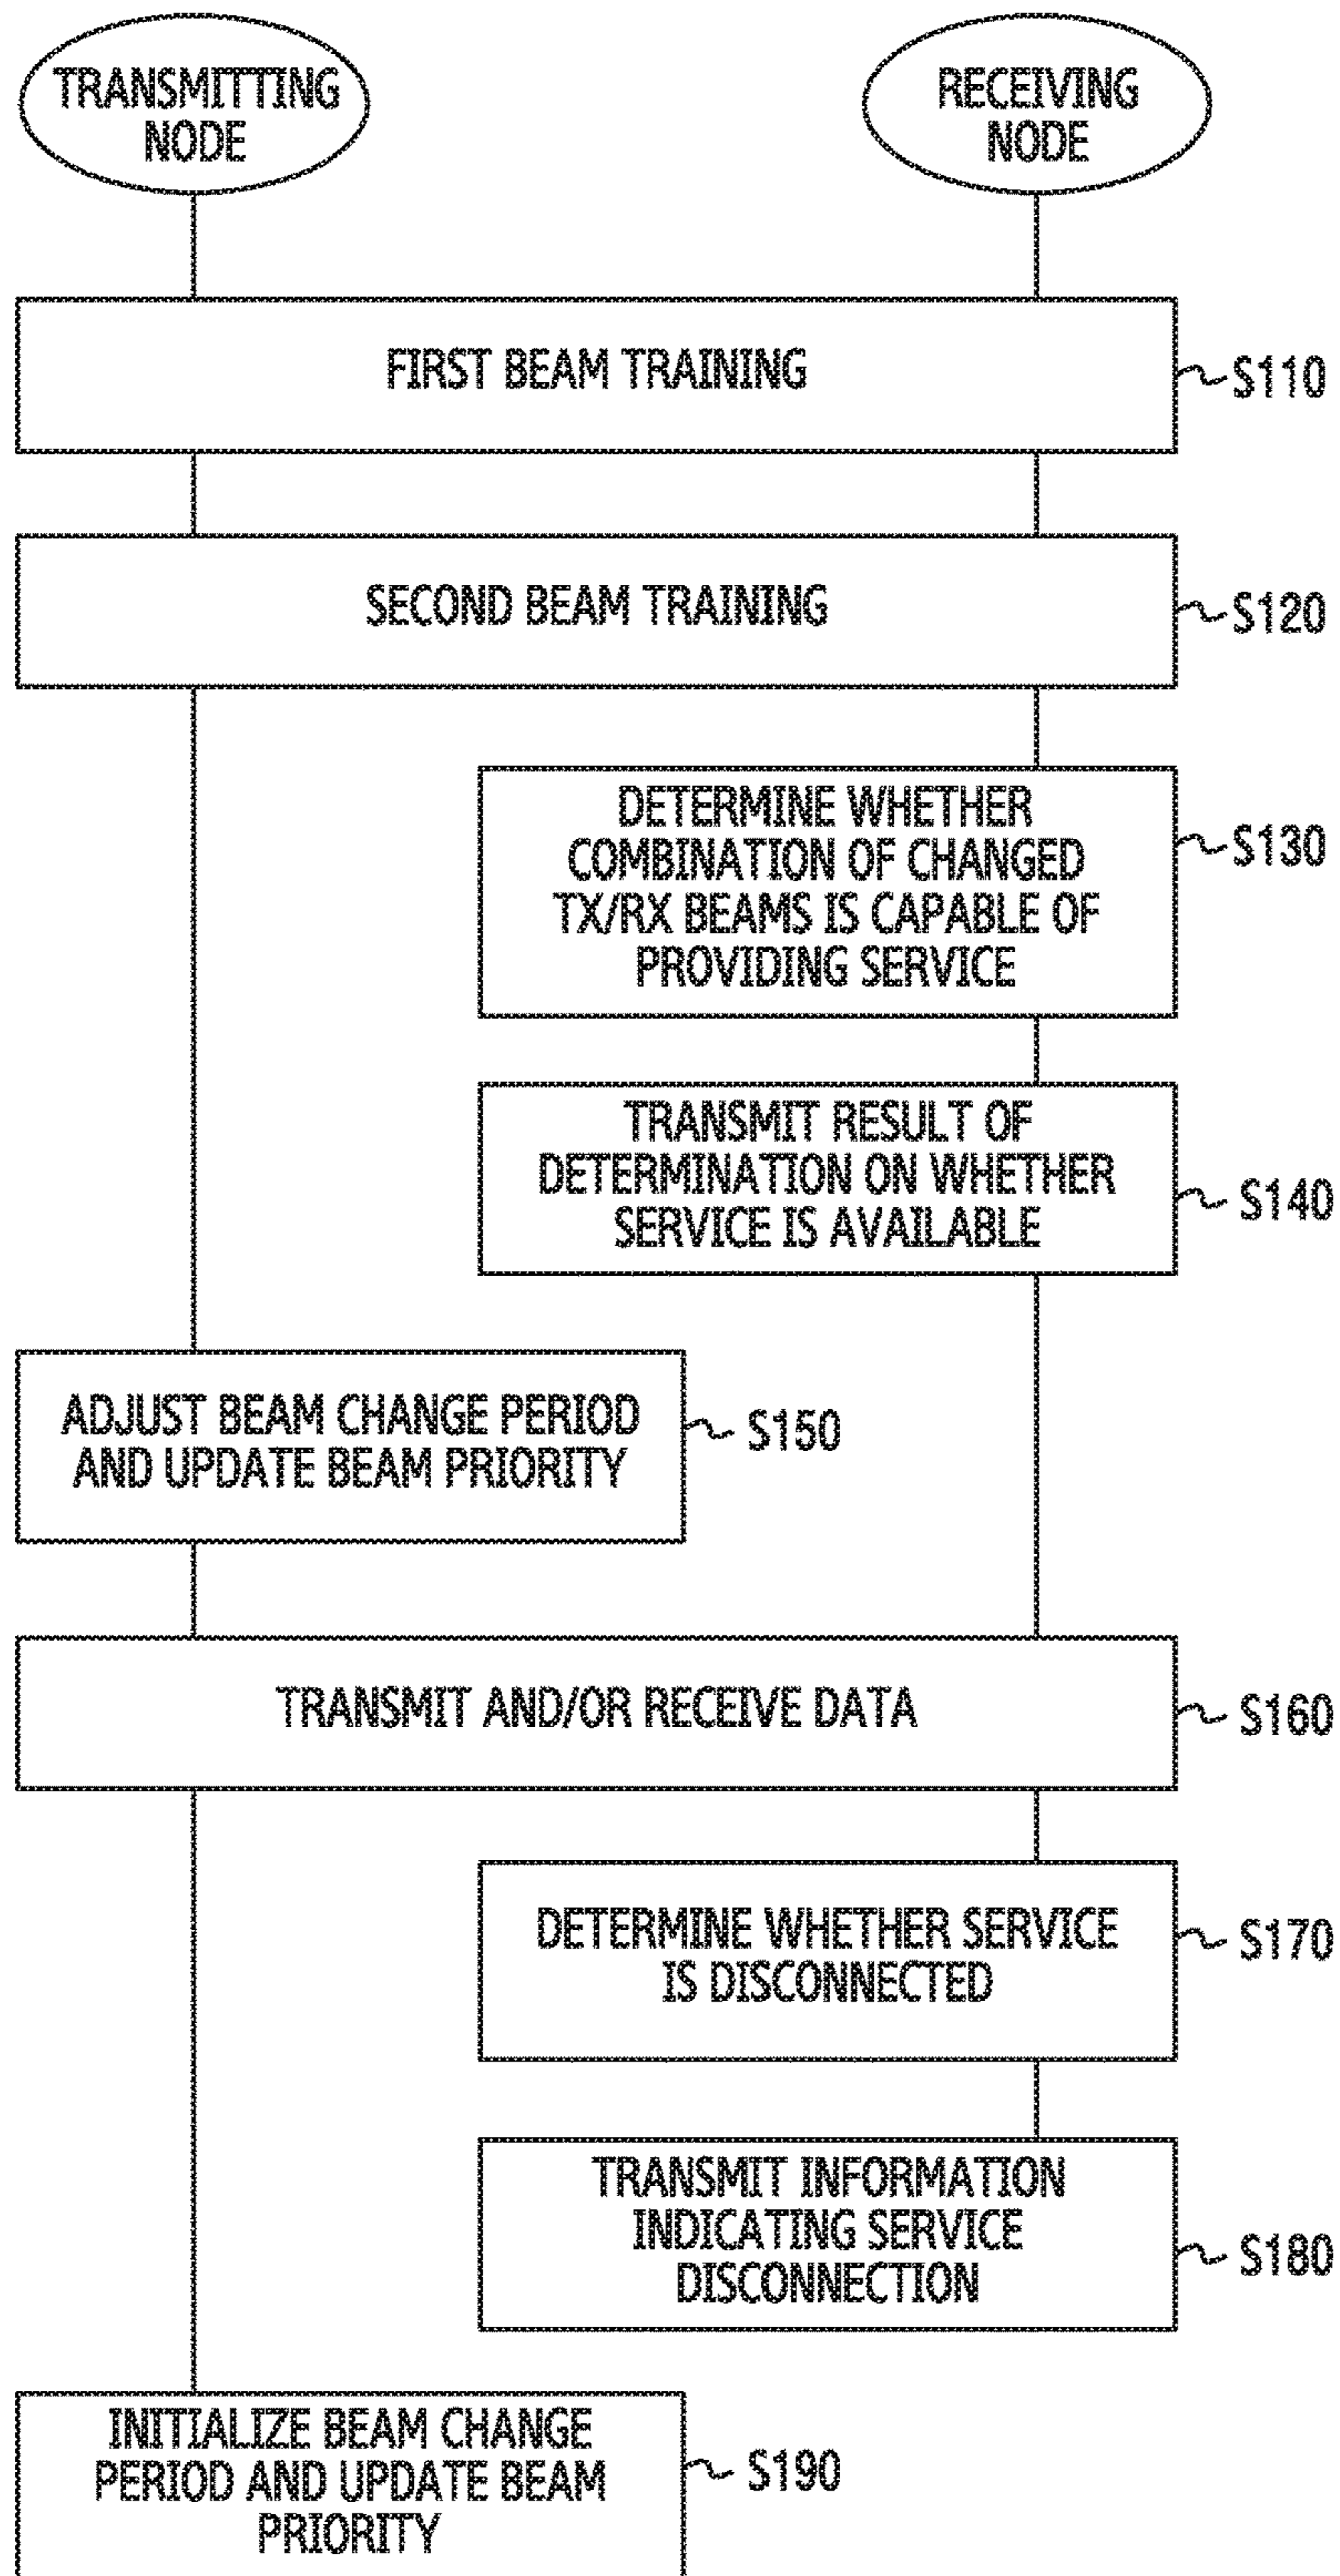 TRANSMITTING
NODE
RECEIVING
NODE
FIRST BEAM TRAINING
S110
SECOND BEAM TRAINING
S120
DETERMINE WHETHER
COMBINATION OF CHANGED
TX/RX BEAMS IS CAPABLE OF
PROVIDING SERVICE
S130
TRANSMIT RESULT OF
DETERMINATION ON WHETHER
SERVICE IS AVAILABLE
S140
ADJUST BEAM CHANGE PERIOD
AND UPDATE BEAM PRIORITY
S150
TRANSMIT AND/OR RECEIVE DATA
S160
DETERMINE WHETHER SERVICE
IS DISCONNECTED
S170
TRANSMIT INFORMATION
INDICATING SERVICE
DISCONNECTION
S180
INITIALIZE BEAM CHANGE
PERIOD AND UPDATE BEAM
PRIORITY
S190